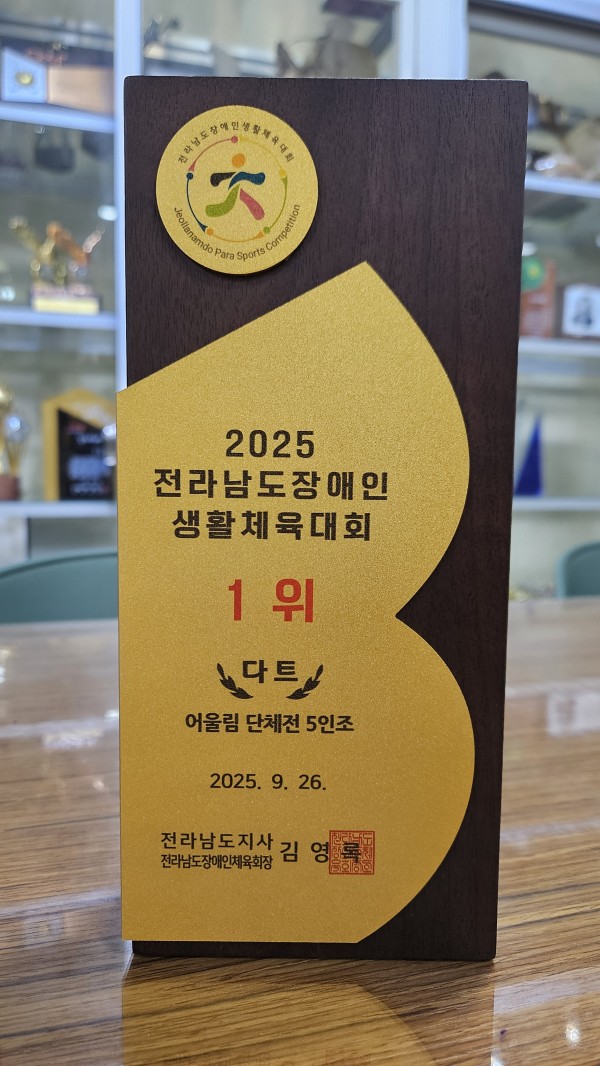 전라남도장애인생활체육대회
Jeollanamdo Para Sports Competition
2025
전라남도장애인
생활체육대회
1 위
다트
어울림 단체전 5인조
2025. 9. 26.
전라남도지사
전라남도장애인체육회장
김 영 록